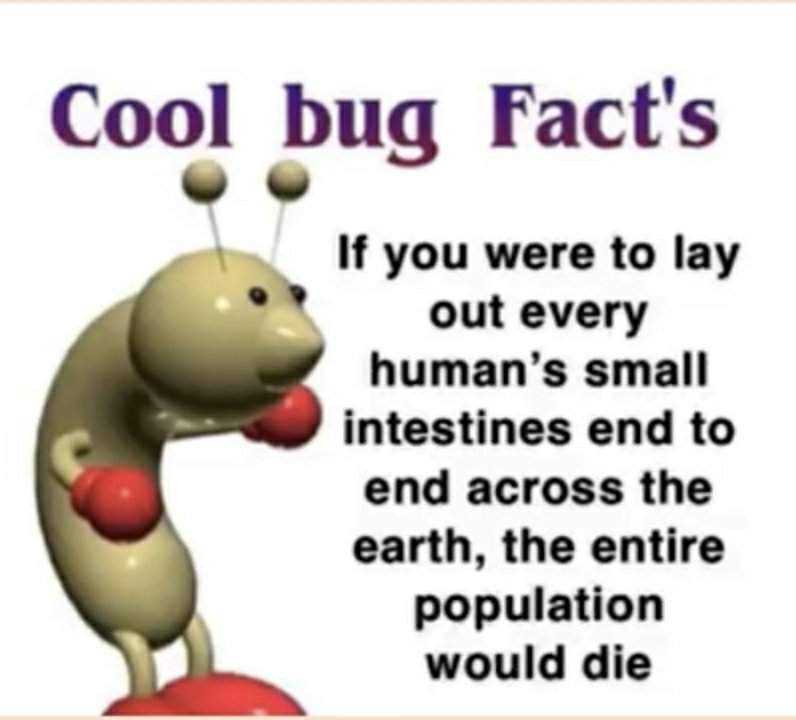 Cool bug Fact's
If you were to lay
out every
human’s small
intestines end to
end across the
earth, the entire
population
would die